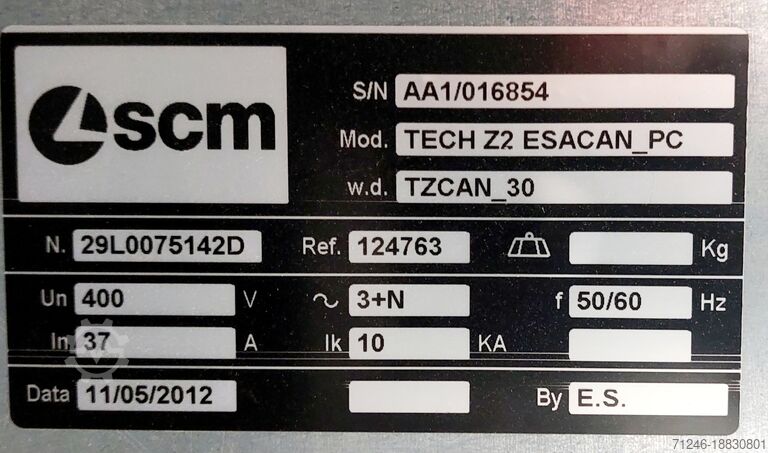 scm
S/N AA1/016854
Mod. TECH Z2 ESACAN_PC
w.d. TZCAN_30
N. 29L0075142D Ref. 124763 Kg
Un 400 V 3+N f 50/60 Hz
In 37 A Ik 10 KA
Data 11/05/2012 By E.S.
71246-18830801